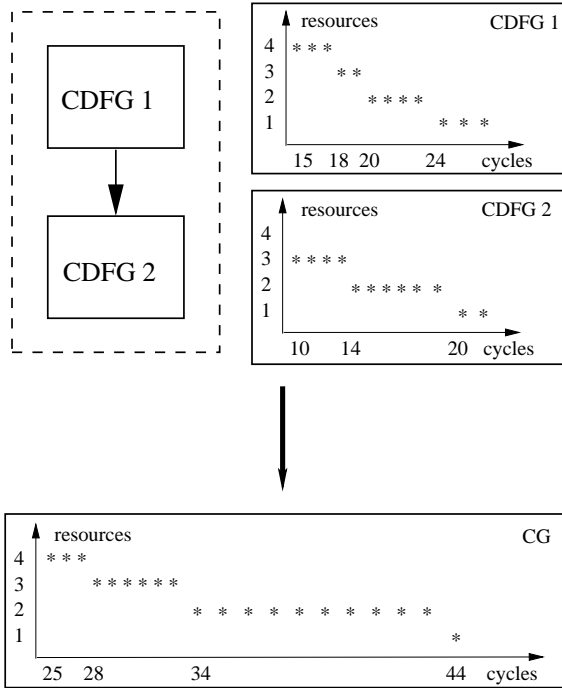 CDFG 1
CDFG 2
resources CDFG 1
4 * * *
3 * *
2 * * * *
1 * * *
15 18 20 24 cycles
resources CDFG 2
4
3 * * * *
2 * * * * * *
1 * *
10 14 20 cycles
resources CG
4 * * *
3 * * * * * *
2 * * * * * * * * * *
1 *
25 28 34 44 cycles